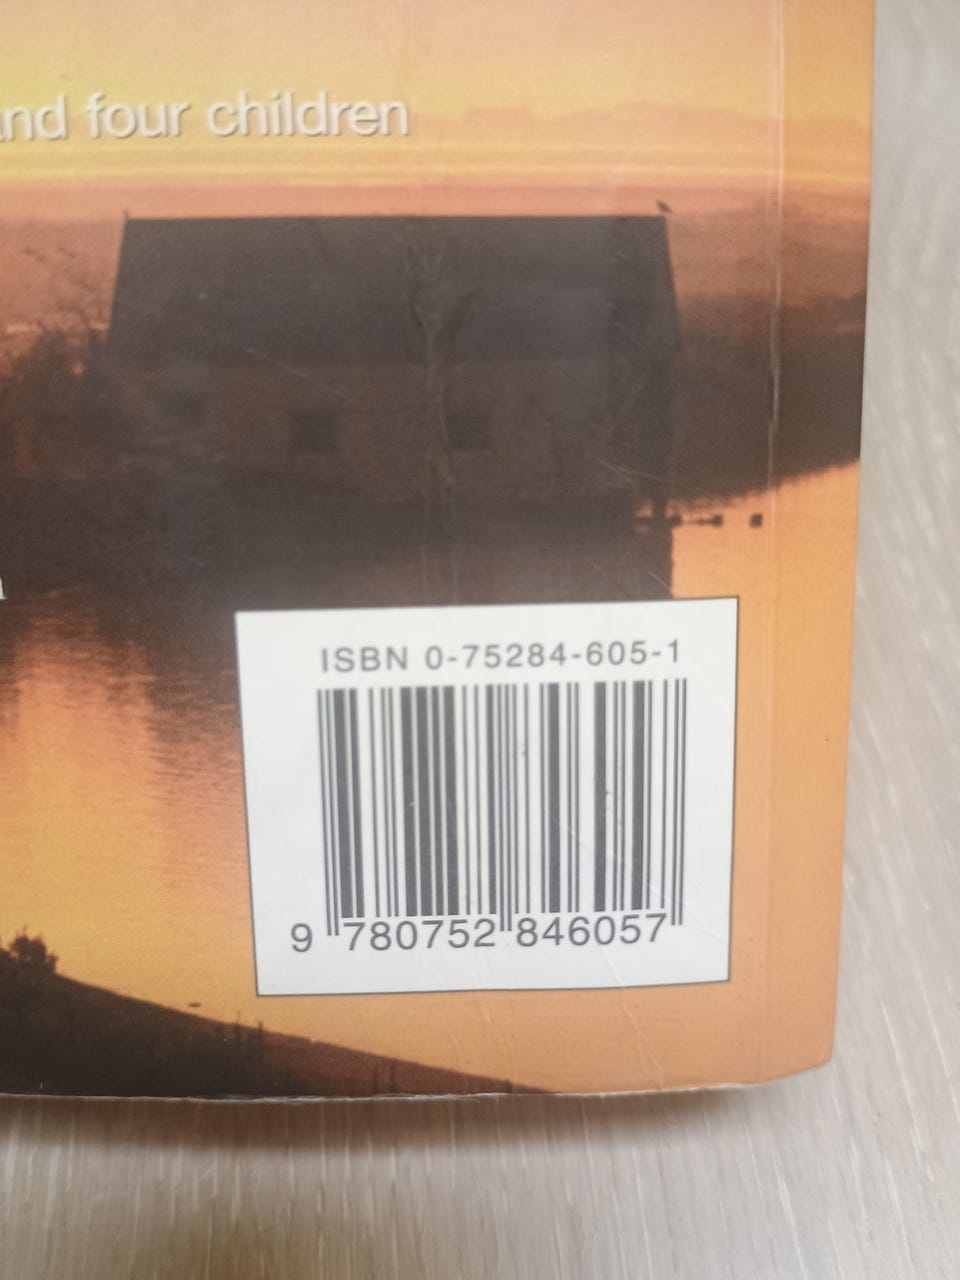 and four children
ISBN 0-75284-605-1
9 780752 846057